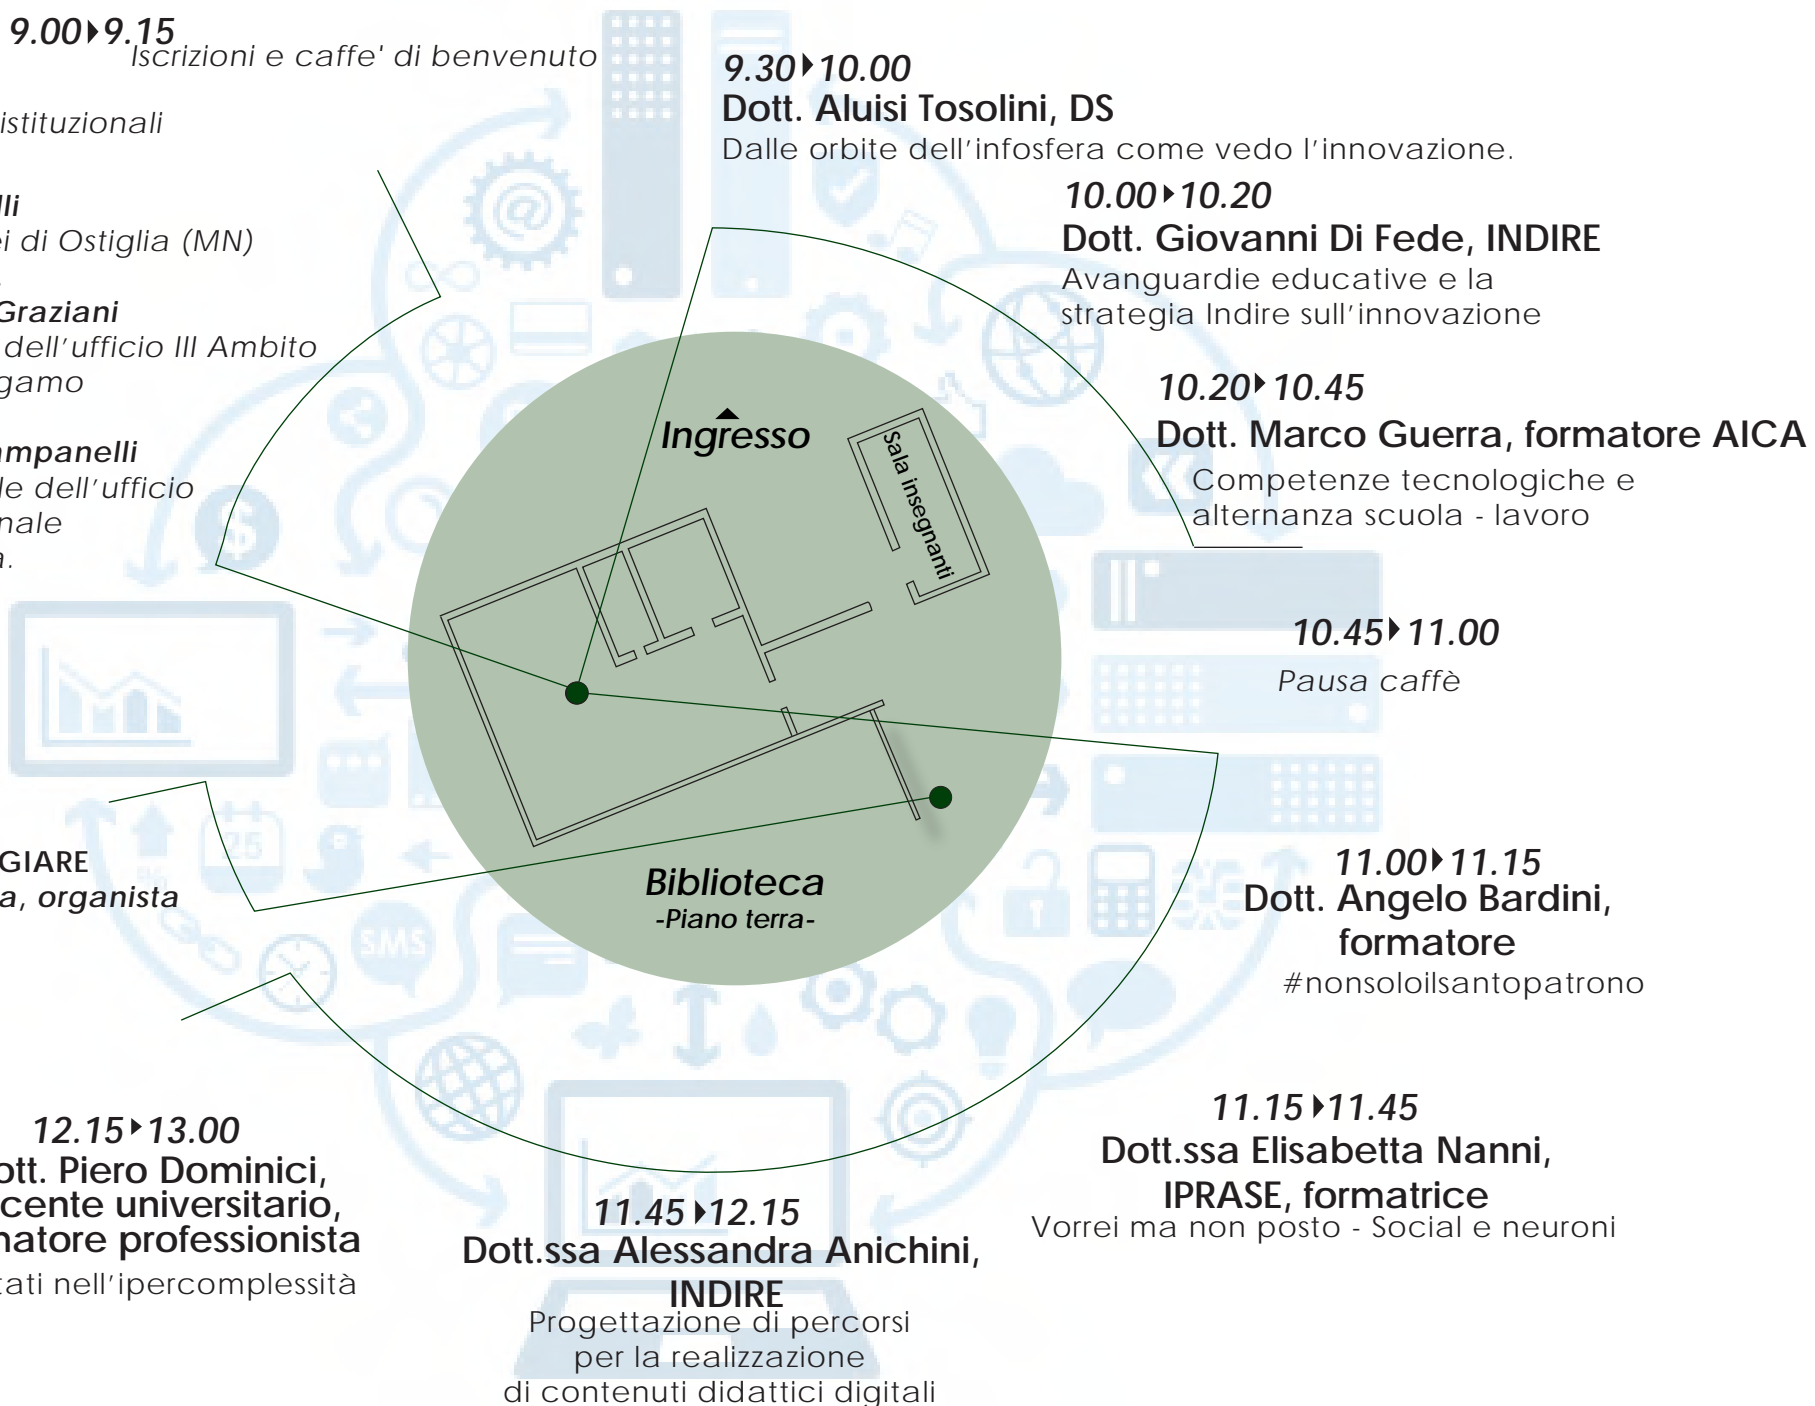 9.00▸9.15
Iscrizioni e caffe' di benvenuto
istituzionali
lli
ei di Ostiglia (MN)
Graziani
dell'ufficio III Ambito
gamo
ampanelli
le dell'ufficio
nale
a.
9.30▸10.00
Dott. Aluisi Tosolini, DS
Dalle orbite dell'infosfera come vedo l'innovazione.
10.00▸10.20
Dott. Giovanni Di Fede, INDIRE
Avanguardie educative e la
strategia Indire sull'innovazione
10.20▸10.45
Dott. Marco Guerra, formatore AICA
Competenze tecnologiche e
alternanza scuola - lavoro
10.45▸11.00
Pausa caffè
Ingresso
Sala insegnanti
Biblioteca
-Piano terra-
11.00▸11.15
Dott. Angelo Bardini,
formatore
#nonsoloilsantopatrono
11.15▸11.45
Dott.ssa Elisabetta Nanni,
IPRASE, formatrice
Vorrei ma non posto - Social e neuroni
11.45▸12.15
Dott.ssa Alessandra Anichini,
INDIRE
Progettazione di percorsi
per la realizzazione
di contenuti didattici digitali
12.15▸13.00
ott. Piero Dominici,
cente universitario,
natore professionista
tati nell'ipercomplessità
GIARE
a, organista
25
SMS
@
$